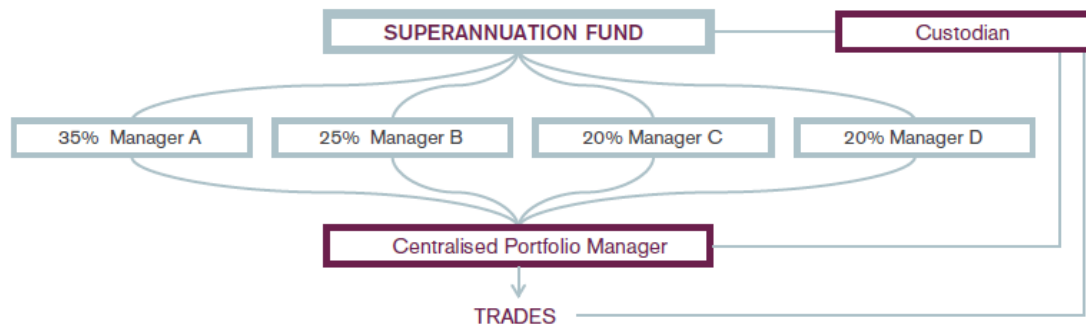 SUPERANNUATION FUND
Custodian
35% Manager A
25% Manager B
20% Manager C
20% Manager D
Centralised Portfolio Manager
TRADES